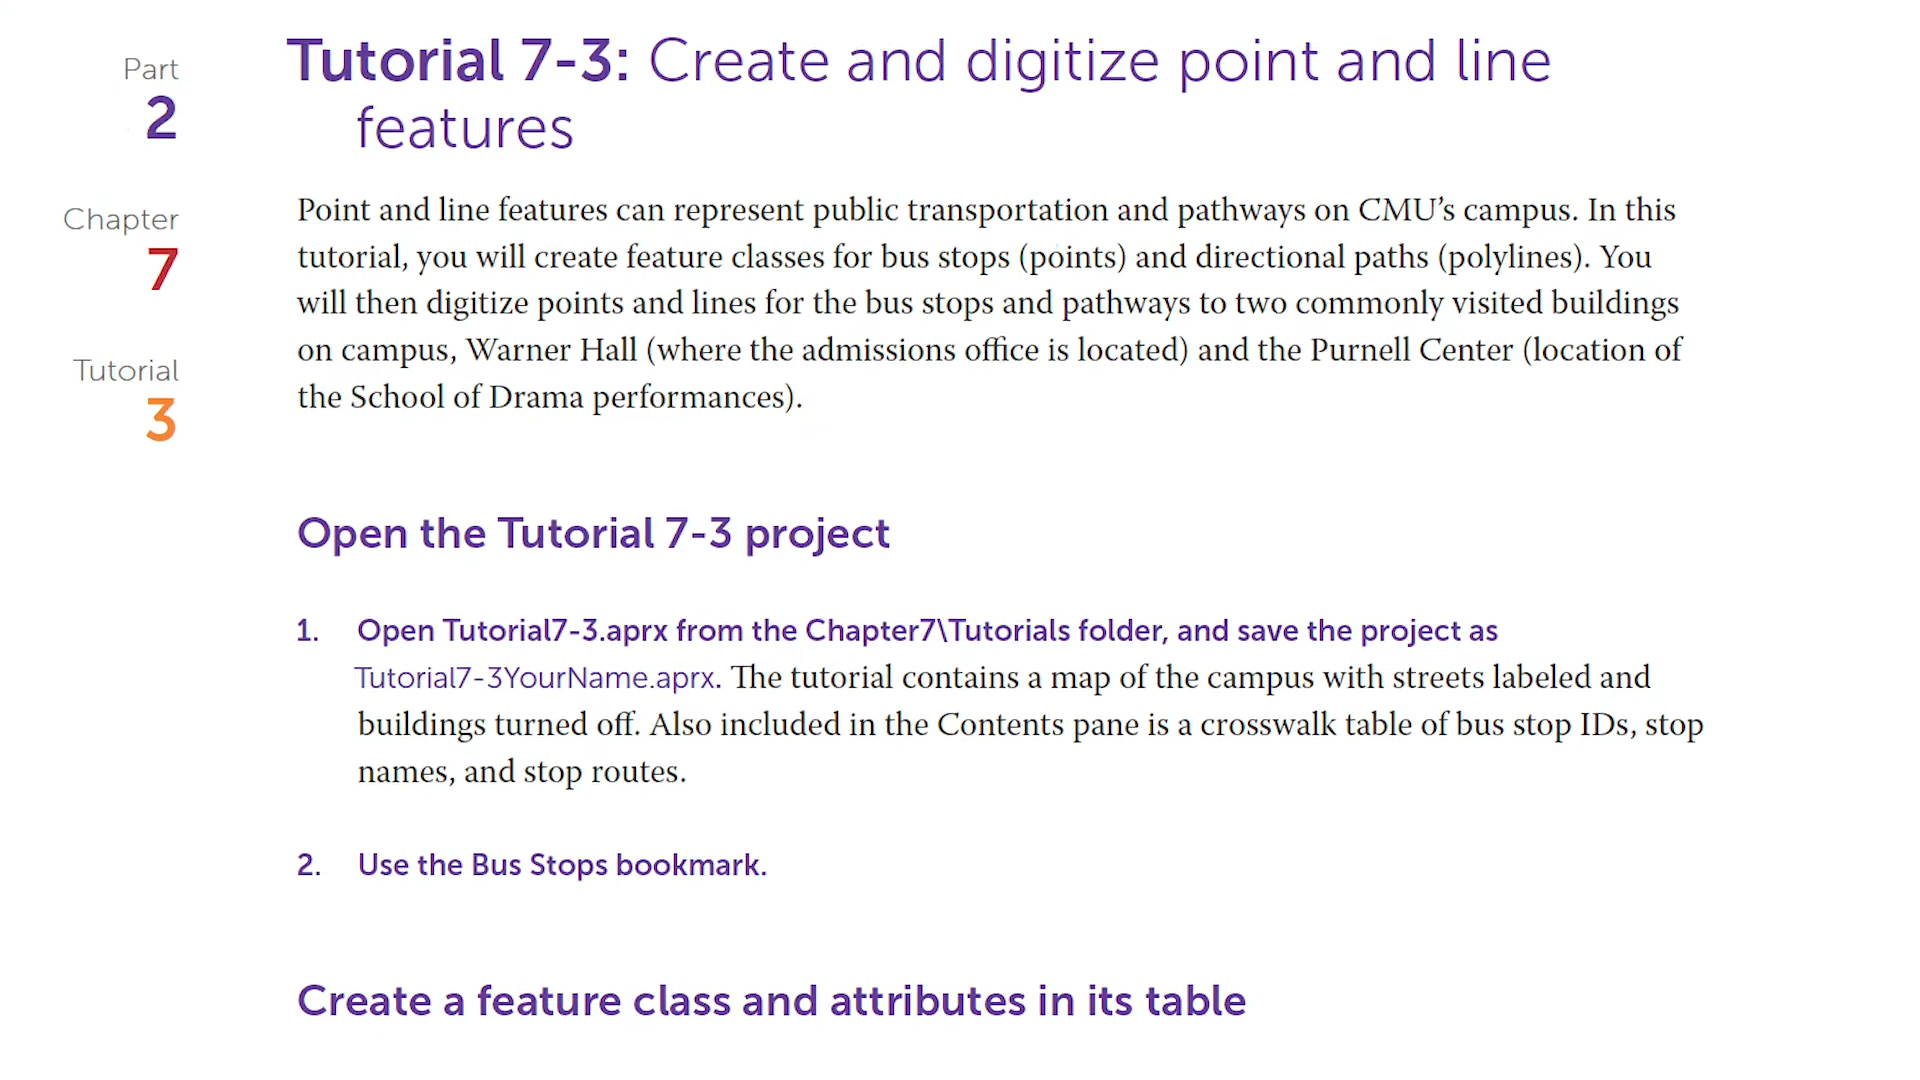 Part
2
Chapter
7
Tutorial
3
Tutorial 7-3: Create and digitize point and line
features
Point and line features can represent public transportation and pathways on CMU’s campus. In this
tutorial, you will create feature classes for bus stops (points) and directional paths (polylines). You
will then digitize points and lines for the bus stops and pathways to two commonly visited buildings
on campus, Warner Hall (where the admissions office is located) and the Purnell Center (location of
the School of Drama performances).
Open the Tutorial 7-3 project
1. Open Tutorial7-3.aprx from the Chapter7\Tutorials folder, and save the project as
Tutorial7-3YourName.aprx. The tutorial contains a map of the campus with streets labeled and
buildings turned off. Also included in the Contents pane is a crosswalk table of bus stop IDs, stop
names, and stop routes.
2. Use the Bus Stops bookmark.
Create a feature class and attributes in its table